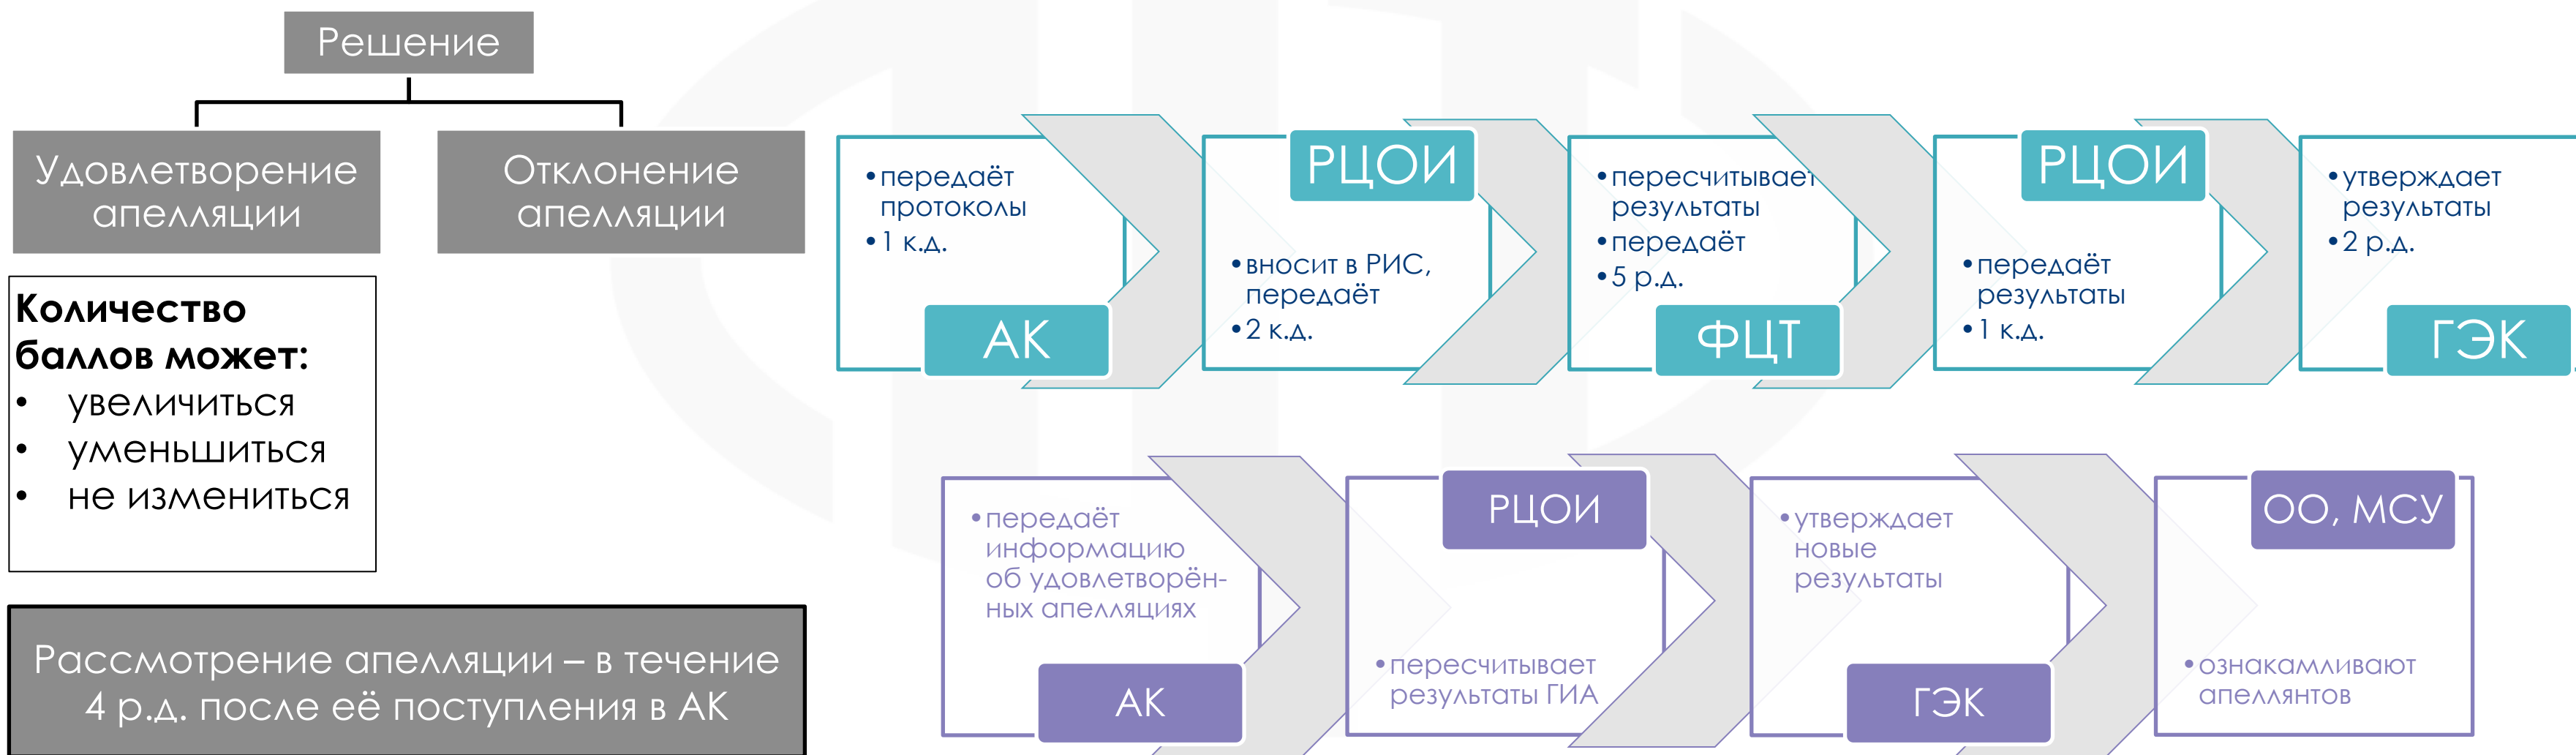 Решение
Удовлетворение
апелляции
Отклонение
апелляции
Количество
баллов может:
• увеличиться
• уменьшиться
• не измениться
Рассмотрение апелляции – в течение
4 р.д. после её поступления в АК
• передаёт
протоколы
• 1 к.д.
АК
РЦОИ
• вносит в РИС,
передаёт
• 2 к.д.
• пересчитывает
результаты
• передаёт
• 5 р.д.
ФЦТ
РЦОИ
• передаёт
результаты
• 1 к.д.
• утверждает
результаты
• 2 р.д.
ГЭК
• передаёт
информацию
об удовлетворён-
ных апелляциях
АК
РЦОИ
• пересчитывает
результаты ГИА
• утверждает
новые
результаты
ГЭК
ОО, МСУ
• ознакамливают
апеллянтов